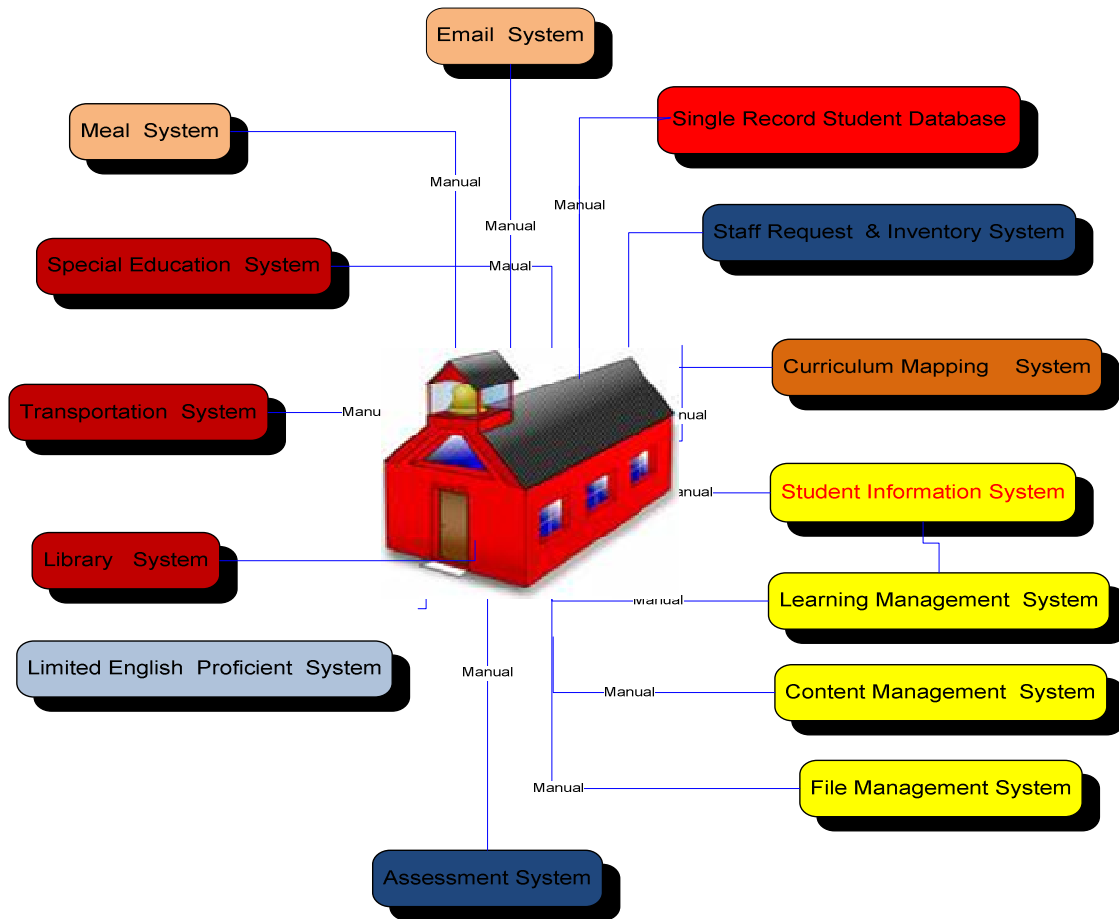 Email System
Meal System
Single Record Student Database
Manual
Manual
Manual
Staff Request & Inventory System
Special Education System
Maual
Curriculum Mapping System
Transportation System
Manu
nual
Student Information System
anual
Library System
Learning Management System
Manual
Limited English Proficient System
Manual
Content Management System
Manual
File Management System
Manual
Assessment System